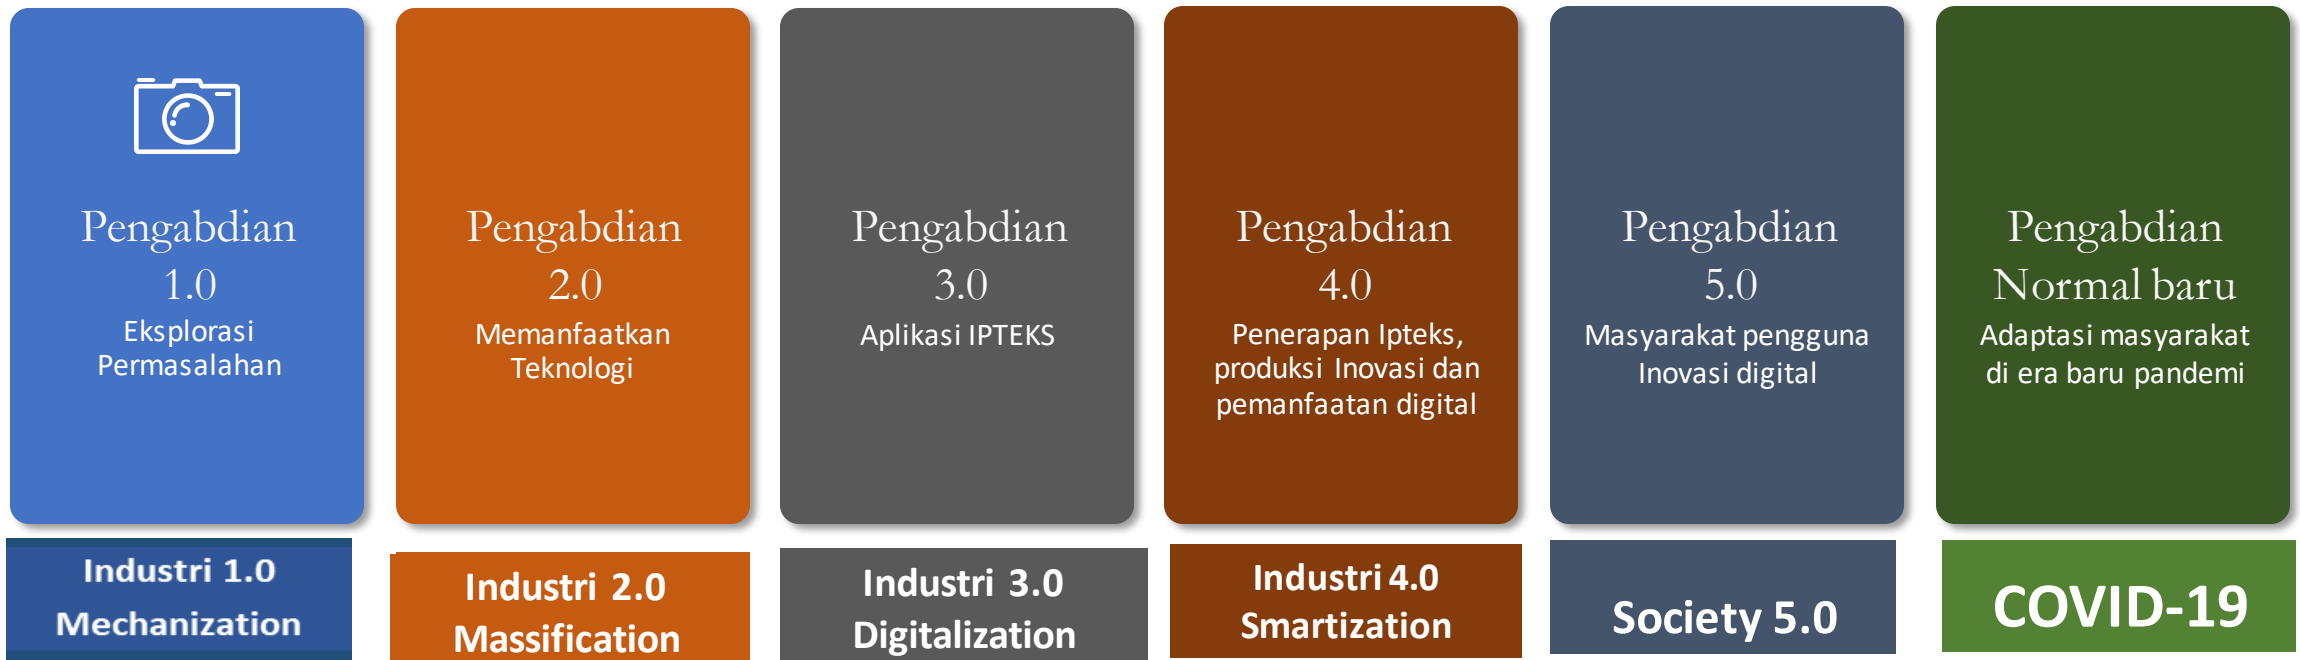 Pengabdian
1.0
Eksplorasi
Permasalahan
Pengabdian
2.0
Memanfaatkan
Teknologi
Pengabdian
3.0
Aplikasi IPTEKS
Pengabdian
4.0
Penerapan Ipteks,
produksi Inovasi dan
pemanfaatan digital
Pengabdian
5.0
Masyarakat pengguna
Inovasi digital
Pengabdian
Normal baru
Adaptasi masyarakat
di era baru pandemi
Industri 1.0
Mechanization
Industri 2.0
Massification
Industri 3.0
Digitalization
Industri 4.0
Smartization
Society 5.0
COVID-19